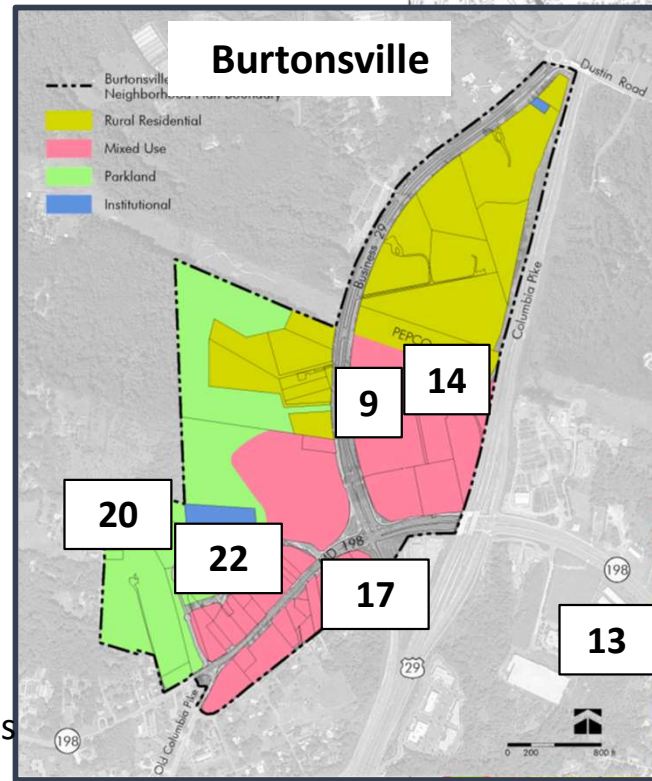 Burtonsville
Burtonsville
Neighborhood Plan Boundary
Rural Residential
Mixed Use
Parkland
Institutional
Dustin Road
Business 29
Columbia Pike
PEPCO
14
9
20
22
MD 198
17
198
13
29
Old Columbia Pike
s
198
0 200 800 ft